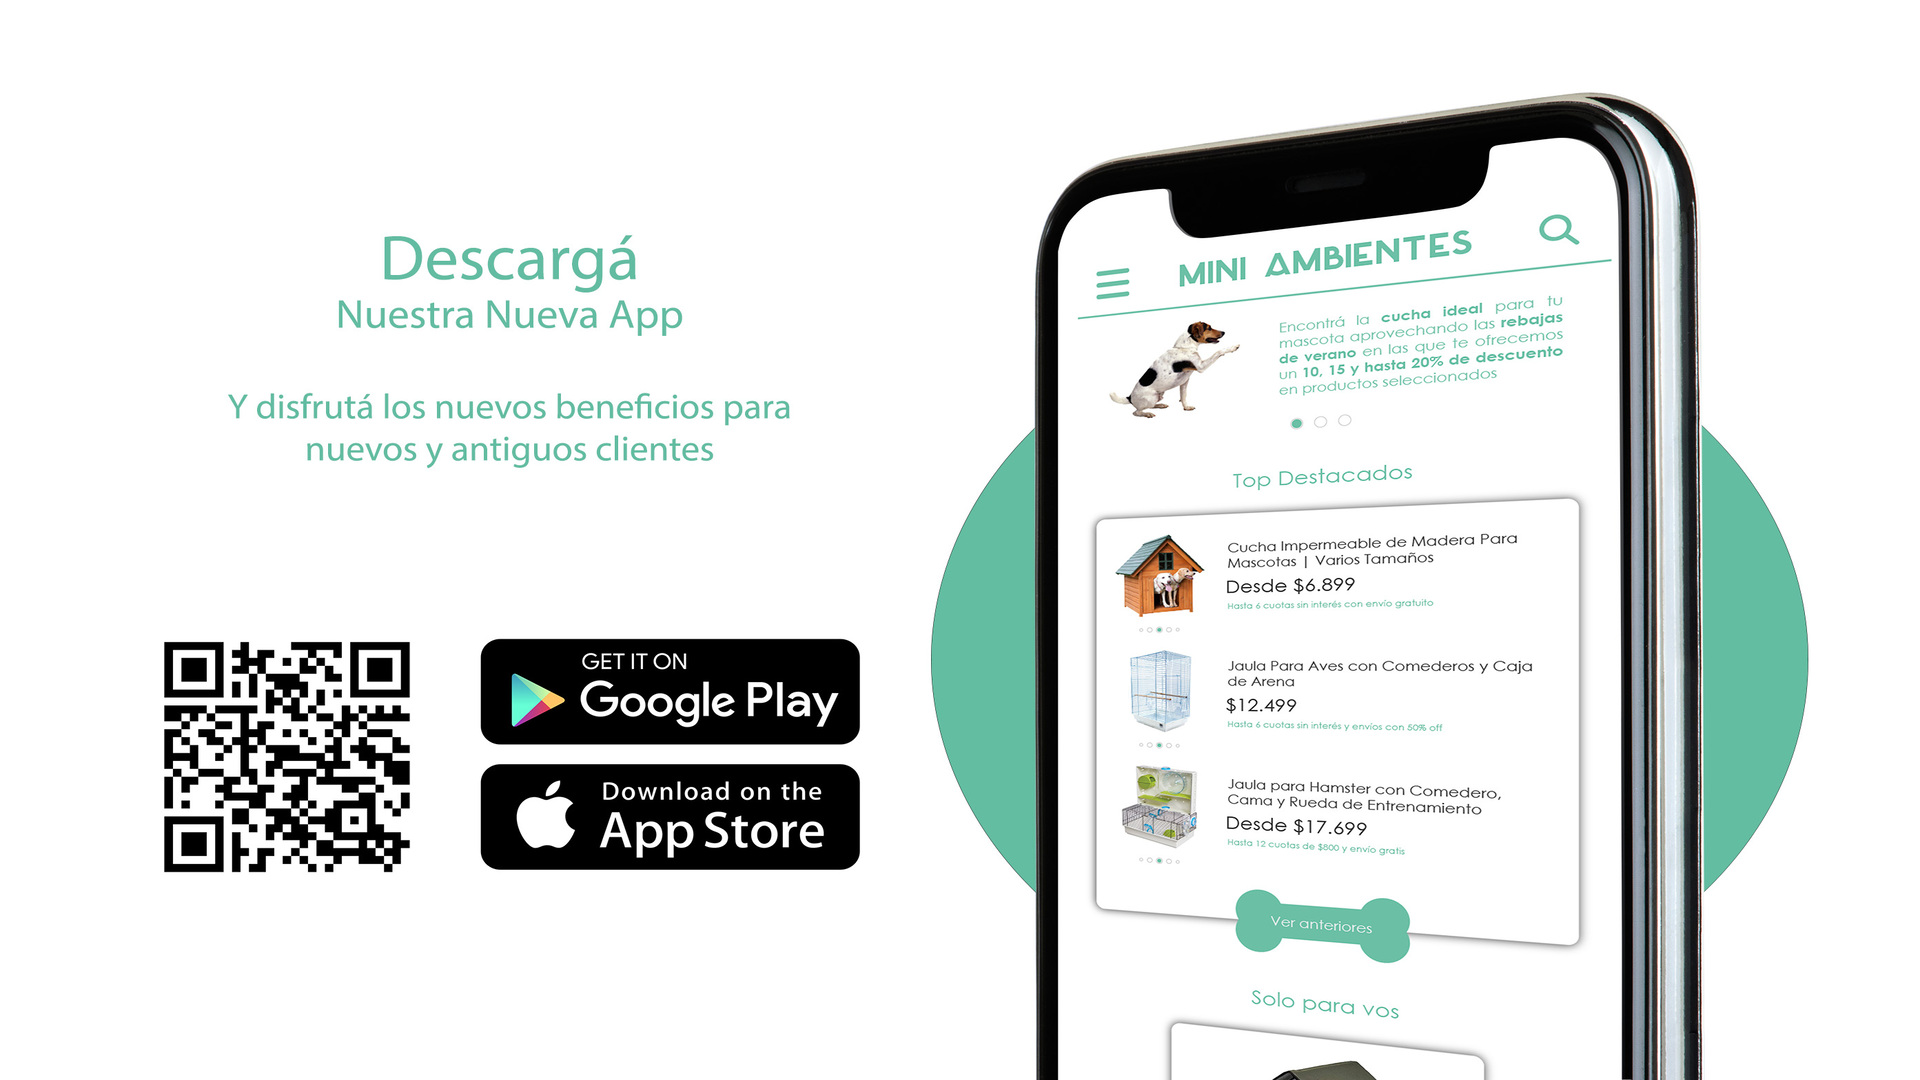 Descargá
Nuestra Nueva App
Y disfrutá los nuevos beneficios para
nuevos y antiguos clientes
GET IT ON
Google Play
Download on the
App Store
MINI AMBIENTES
Encontrá la cucha ideal para tu
mascota aprovechando las rebajas
de verano en las que te ofrecemos
un 10, 15 y hasta 20% de descuento
en productos seleccionados
Top Destacados
Cucha Impermeable de Madera Para
Mascotas | Varios Tamaños
Desde $6.899
Hasta 6 cuotas sin interés con envío gratuito
Jaula Para Aves con Comederos y Caja
de Arena
$12.499
Hasta 6 cuotas sin interés y envíos con 50% off
Jaula para Hamster con Comedero,
Cama y Rueda de Entrenamiento
Desde $17.699
Hasta 12 cuotas de $800 y envío gratis
Ver anteriores
Solo para vos